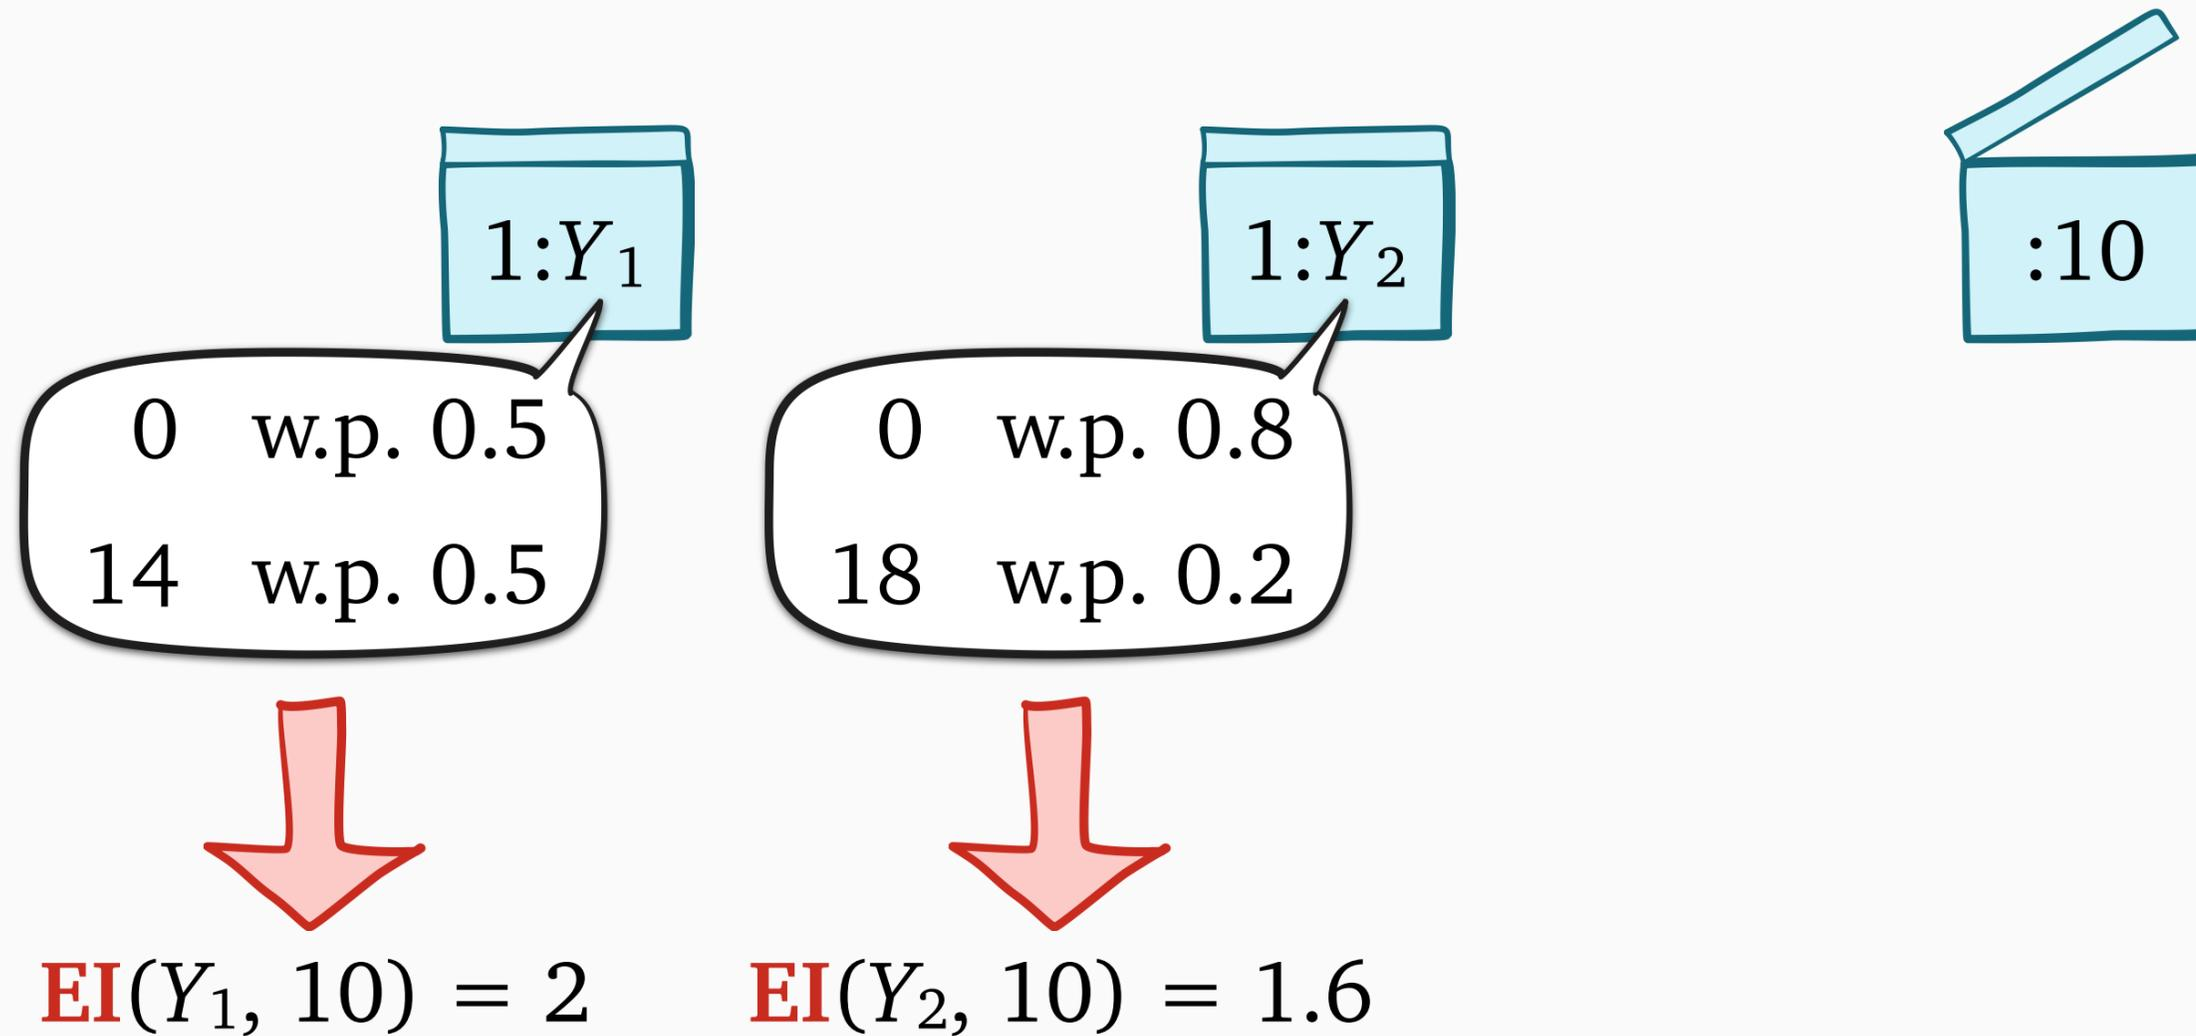 1:Y₁ 1:Y₂ :10
0 w.p. 0.5 0 w.p. 0.8
14 w.p. 0.5 18 w.p. 0.2
EI(Y₁, 10) = 2 EI(Y₂, 10) = 1.6